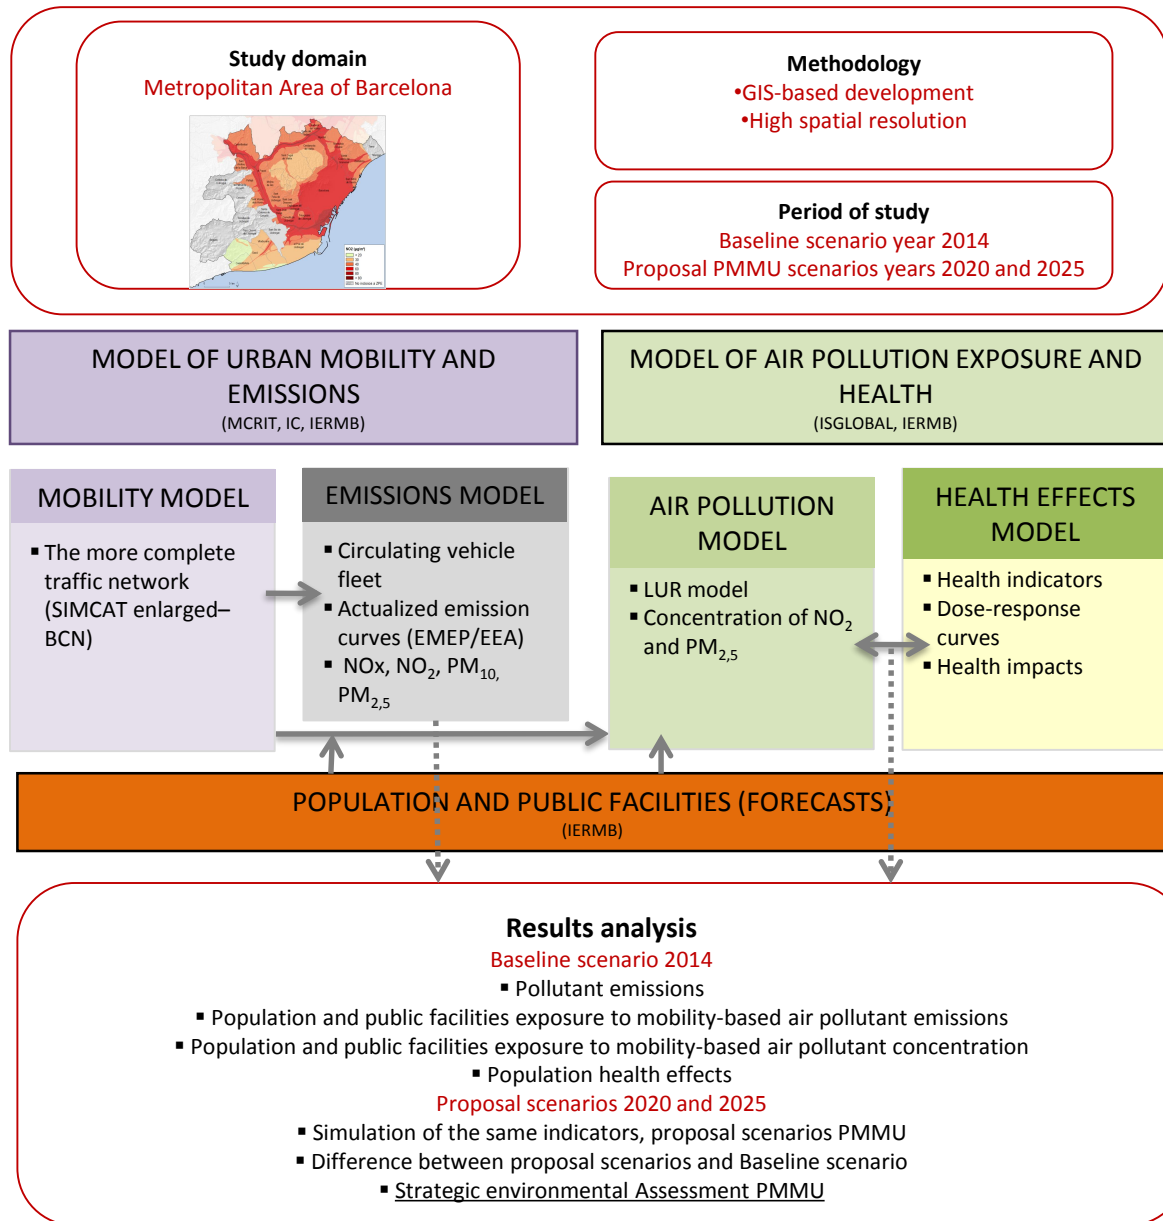 Study domain
Metropolitan Area of Barcelona
NO2 (µg/m³)
Methodology
•GIS-based development
•High spatial resolution
Period of study
Baseline scenario year 2014
Proposal PMMU scenarios years 2020 and 2025
MODEL OF URBAN MOBILITY AND
EMISSIONS
(MCRIT, IC, IERMB)
MODEL OF AIR POLLUTION EXPOSURE AND
HEALTH
(ISGLOBAL, IERMB)
MOBILITY MODEL
▪ The more complete
traffic network
(SIMCAT enlarged–
BCN)
EMISSIONS MODEL
▪ Circulating vehicle
fleet
▪ Actualized emission
curves (EMEP/EEA)
▪ NOx, NO₂, PM₁₀,
PM₂,₅
AIR POLLUTION
MODEL
▪ LUR model
▪ Concentration of NO₂
and PM₂,₅
HEALTH EFFECTS
MODEL
▪ Health indicators
▪ Dose-response
curves
▪ Health impacts
POPULATION AND PUBLIC FACILITIES (FORECASTS)
(IERMB)
Results analysis
Baseline scenario 2014
▪ Pollutant emissions
▪ Population and public facilities exposure to mobility-based air pollutant emissions
▪ Population and public facilities exposure to mobility-based air pollutant concentration
▪ Population health effects
Proposal scenarios 2020 and 2025
▪ Simulation of the same indicators, proposal scenarios PMMU
▪ Difference between proposal scenarios and Baseline scenario
▪ Strategic environmental Assessment PMMU